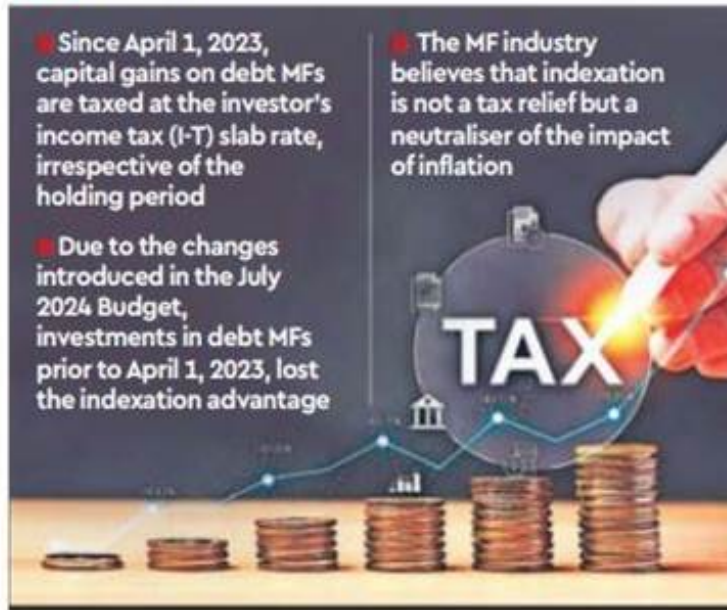 Since April 1, 2023,
capital gains on debt MFs
are taxed at the investor's
income tax (I-T) slab rate,
irrespective of the
holding period
Due to the changes
introduced in the July
2024 Budget,
investments in debt MFs
prior to April 1, 2023, lost
the indexation advantage
The MF industry
believes that indexation
is not a tax relief but a
neutraliser of the impact
of inflation
TAX